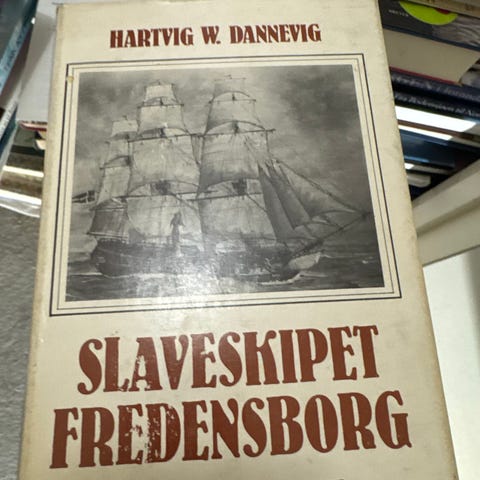 HARTVIG W. DANNEVIG
SLAVESKIPET
FREDENSBORG